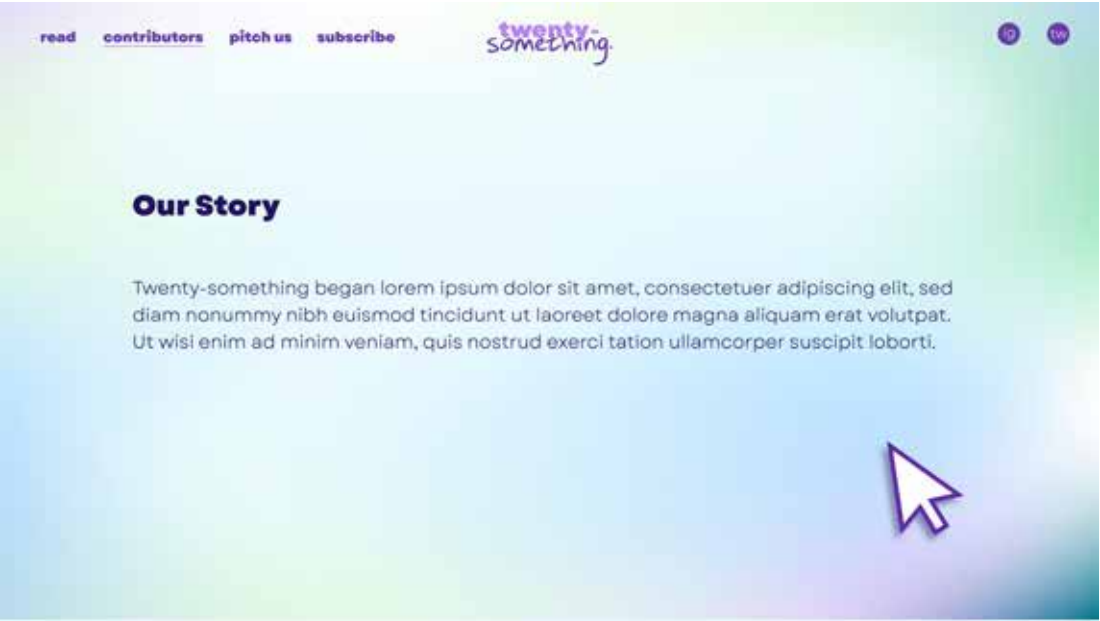 read contributors pitch us subscribe
twenty-
something.
ig tw
Our Story
Twenty-something began lorem ipsum dolor sit amet, consectetuer adipiscing elit, sed
diam nonummy nibh euismod tincidunt ut laoreet dolore magna aliquam erat volutpat.
Ut wisi enim ad minim veniam, quis nostrud exerci tation ullamcorper suscipit loborti.